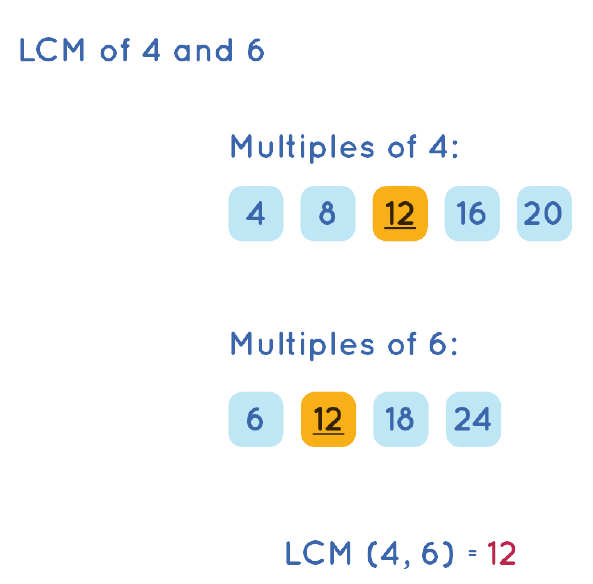 LCM of 4 and 6
Multiples of 4:
4 8 12 16 20
Multiples of 6:
6 12 18 24
LCM (4, 6) = 12